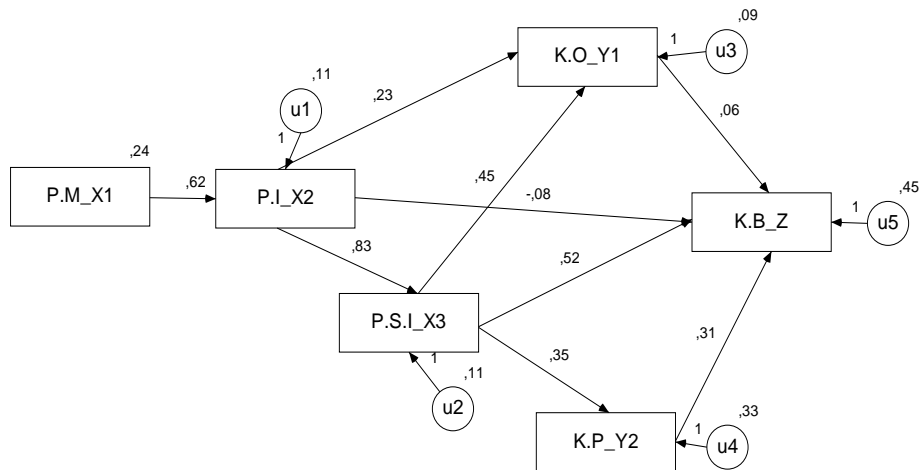 ,09
K.O_Y1
1
u3
,11
,23
u1
,06
1
,24
,62
,45
P.M_X1
P.I_X2
-,08
,45
K.B_Z
1
u5
,83
,52
P.S.I_X3
,31
1
,35
,11
u2
,33
K.P_Y2
1
u4